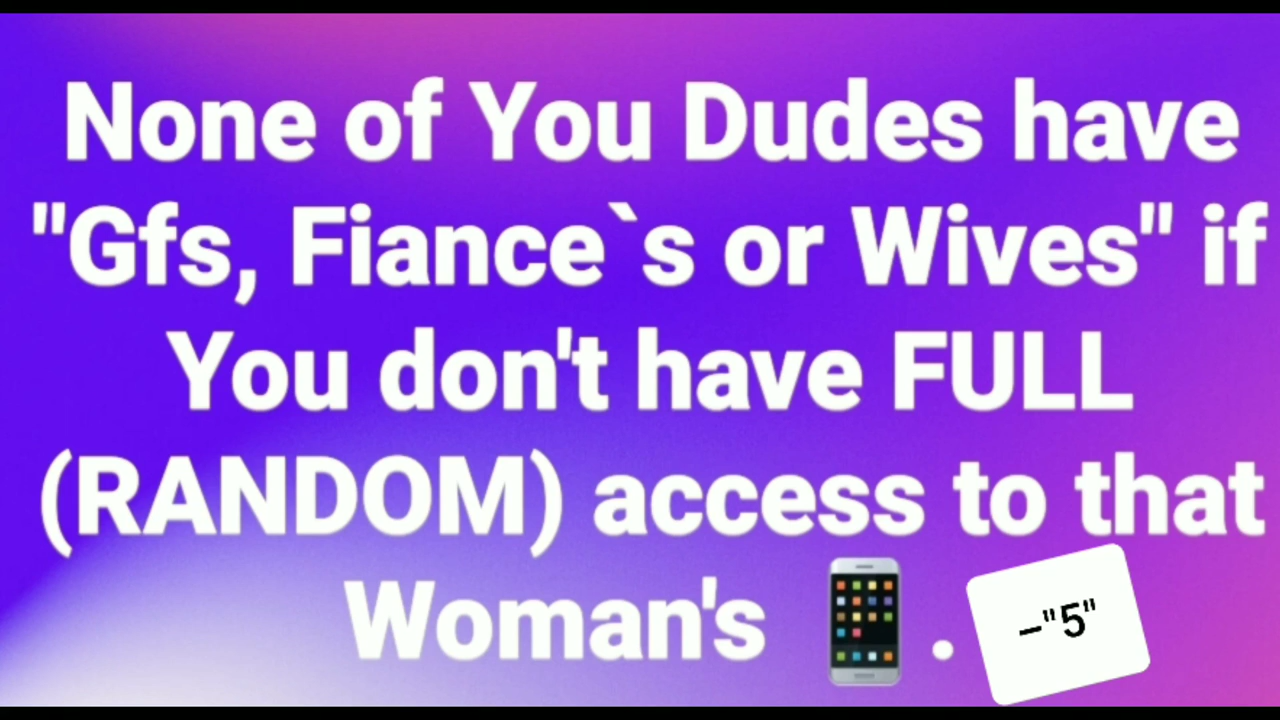 None of You Dudes have
"Gfs, Fiance`s or Wives" if
You don't have FULL
(RANDOM) access to that
Woman's 📱.
–"5"